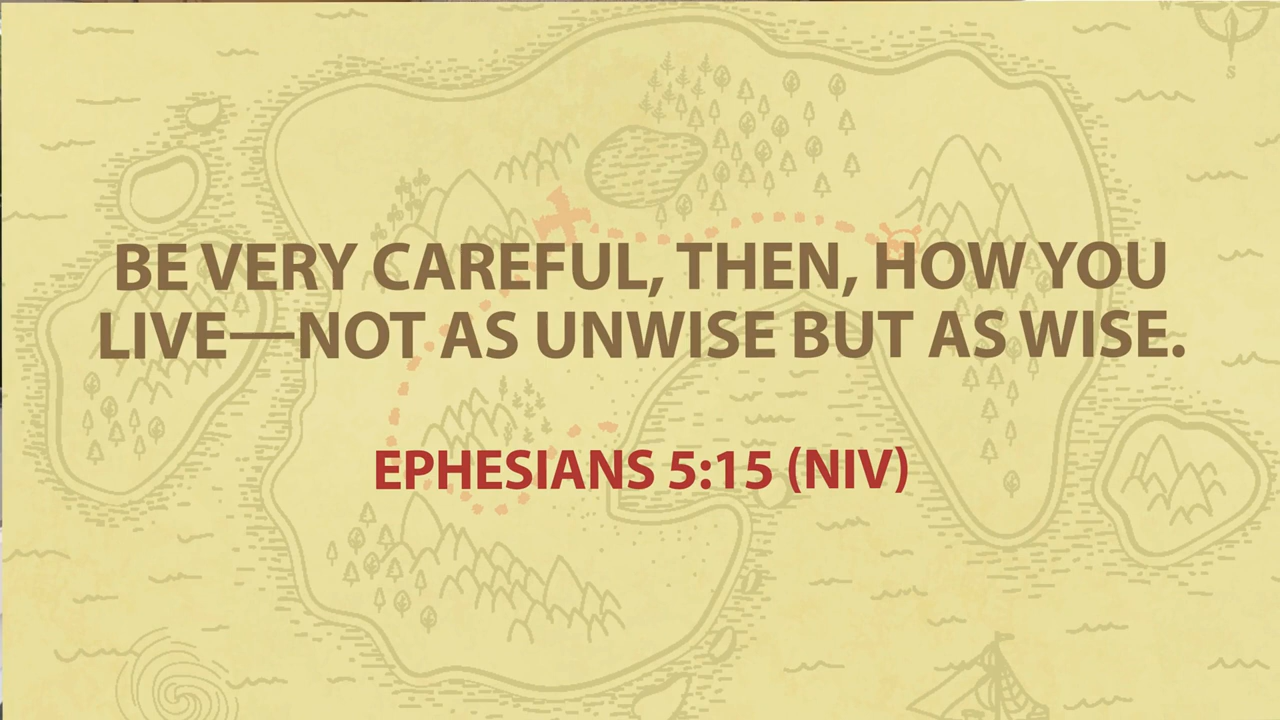 W
S
BE VERY CAREFUL, THEN, HOW YOU
LIVE—NOT AS UNWISE BUT AS WISE.
EPHESIANS 5:15 (NIV)